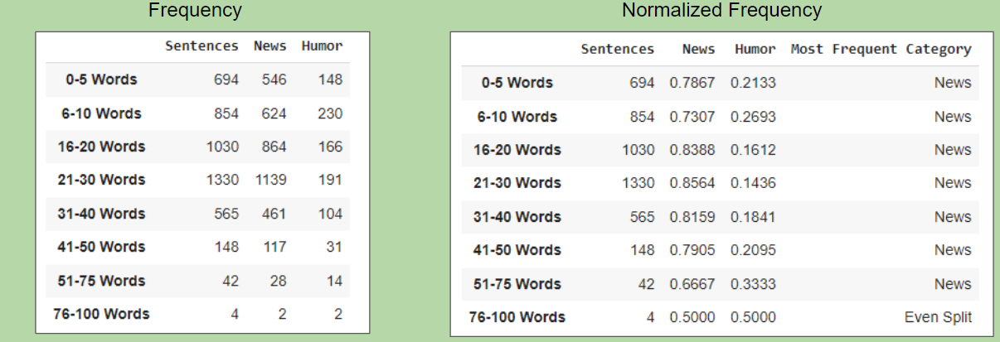 Frequency
Sentences News Humor
0-5 Words 694 546 148
6-10 Words 854 624 230
16-20 Words 1030 864 166
21-30 Words 1330 1139 191
31-40 Words 565 461 104
41-50 Words 148 117 31
51-75 Words 42 28 14
76-100 Words 4 2 2
Normalized Frequency
Sentences News Humor Most Frequent Category
0-5 Words 694 0.7867 0.2133 News
6-10 Words 854 0.7307 0.2693 News
16-20 Words 1030 0.8388 0.1612 News
21-30 Words 1330 0.8564 0.1436 News
31-40 Words 565 0.8159 0.1841 News
41-50 Words 148 0.7905 0.2095 News
51-75 Words 42 0.6667 0.3333 News
76-100 Words 4 0.5000 0.5000 Even Split